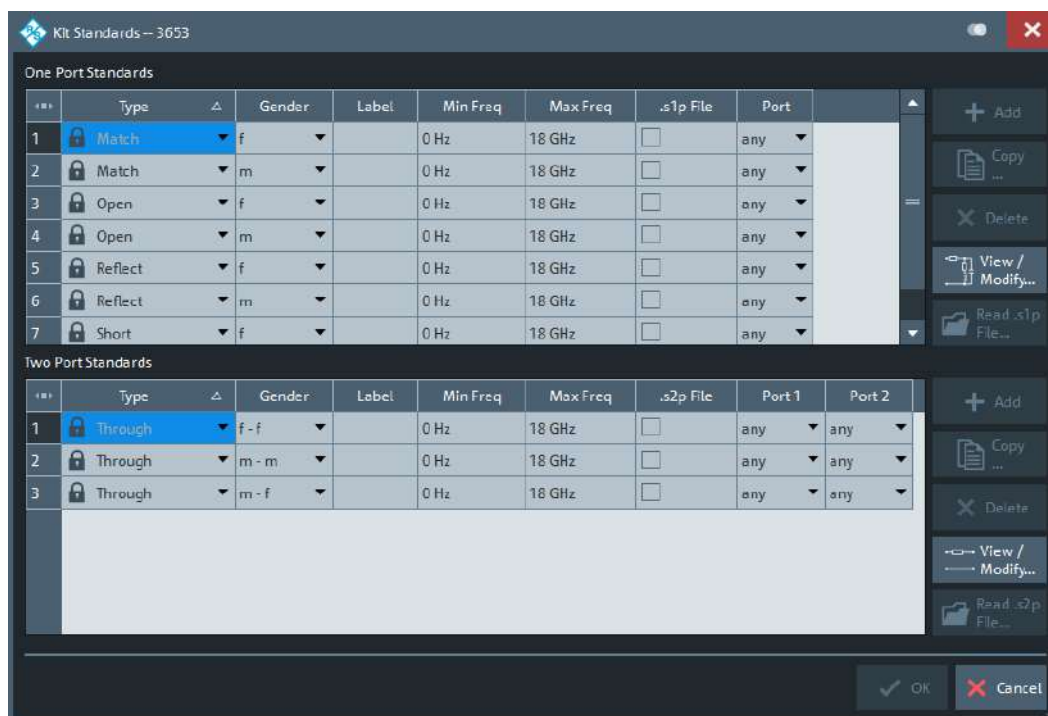 Kit Standards – 3653
One Port Standards
Type Gender Label Min Freq Max Freq .s1p File Port
1 Match f 0 Hz 18 GHz any
2 Match m 0 Hz 18 GHz any
3 Open f 0 Hz 18 GHz any
4 Open m 0 Hz 18 GHz any
5 Reflect f 0 Hz 18 GHz any
6 Reflect m 0 Hz 18 GHz any
7 Short f 0 Hz 18 GHz any
Add
Copy
...
Delete
View /
Modify...
Read .s1p
File...
Two Port Standards
Type Gender Label Min Freq Max Freq .s2p File Port 1 Port 2
1 Through f - f 0 Hz 18 GHz any any
2 Through m - m 0 Hz 18 GHz any any
3 Through m - f 0 Hz 18 GHz any any
Add
Copy
...
Delete
View /
Modify...
Read .s2p
File...
OK Cancel